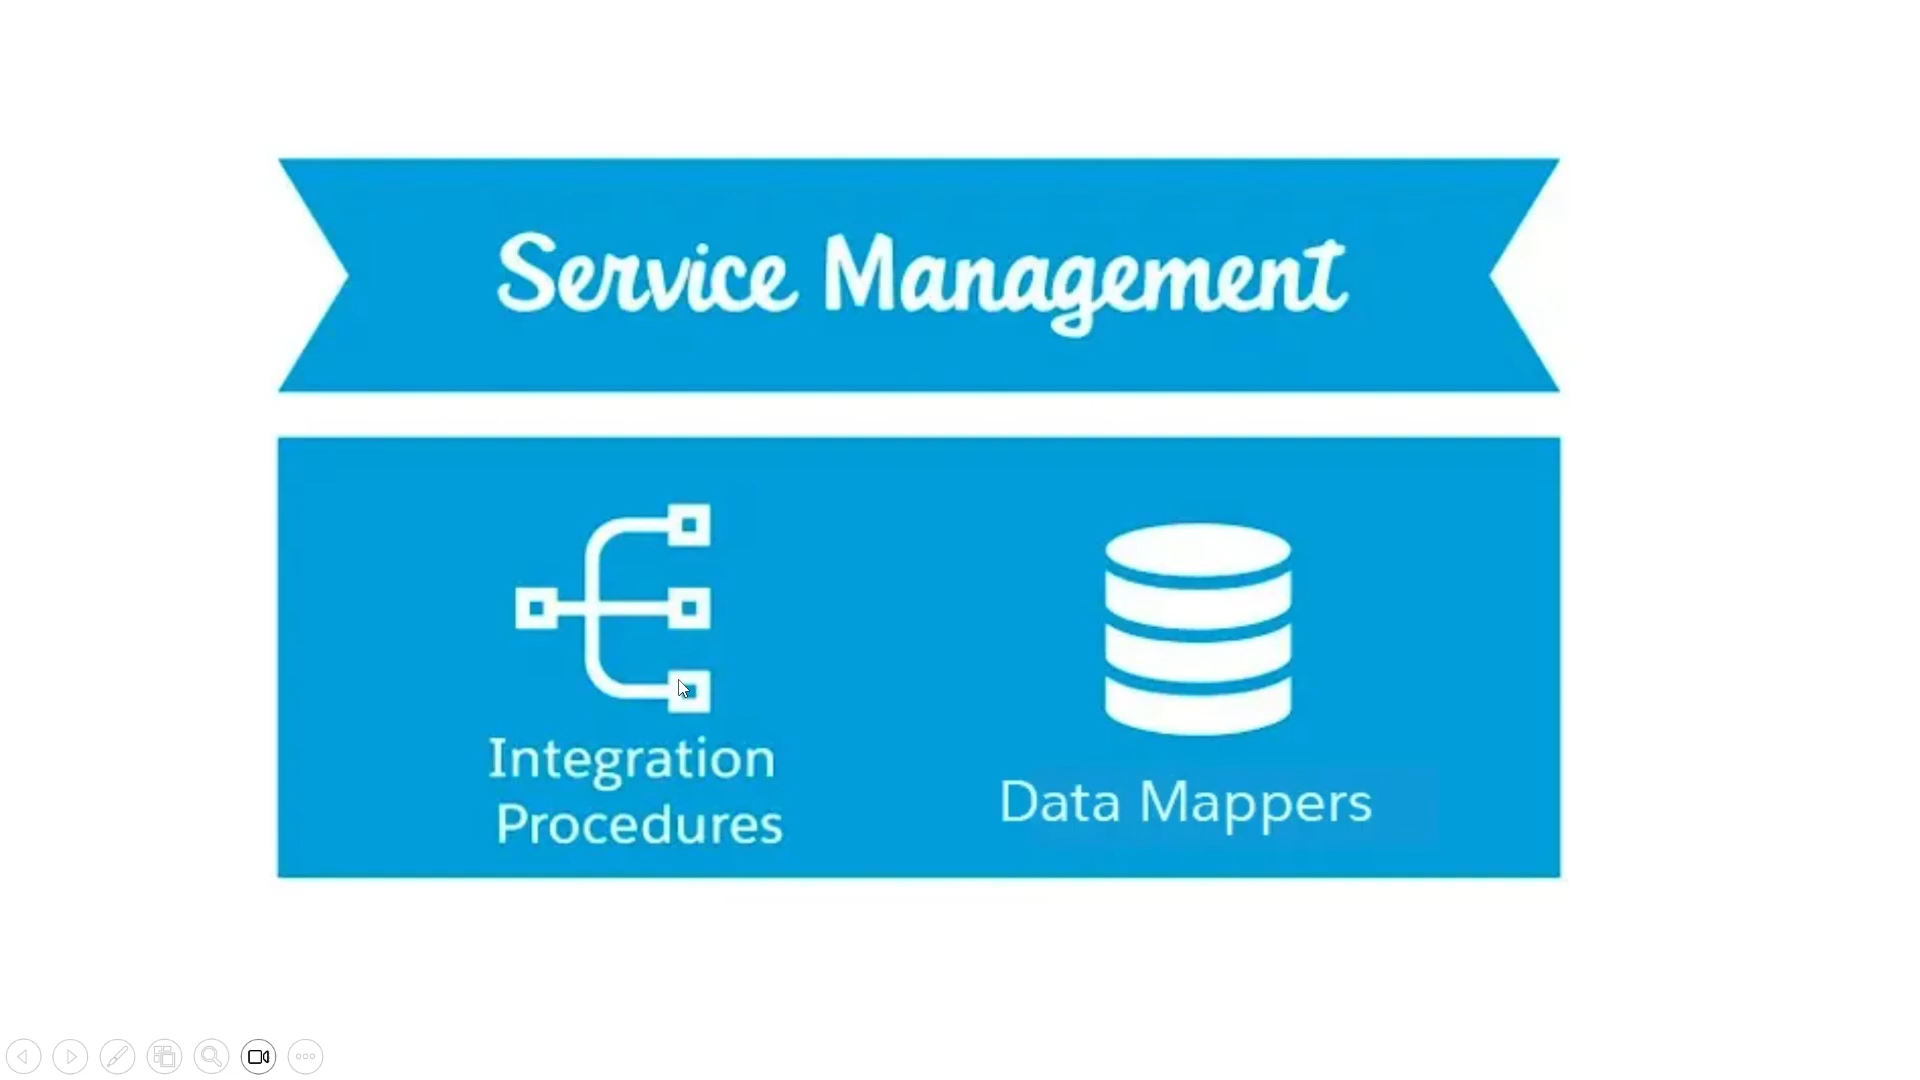 Service Management
Integration
Procedures
Data Mappers